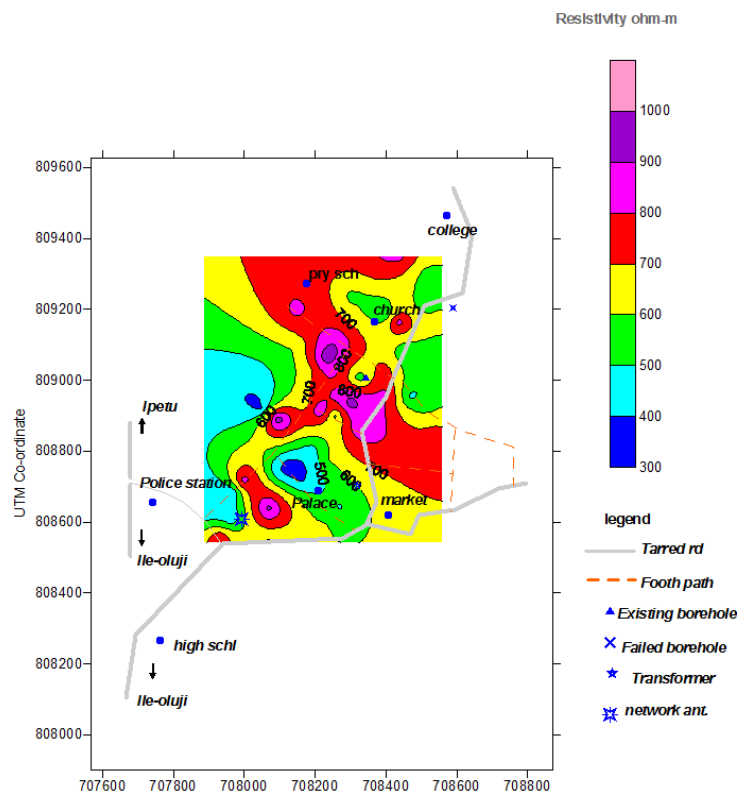 Resistivity ohm-m
1000
900
800
700
600
500
400
300
809600
809400
809200
809000
808800
808600
808400
808200
808000
UTM Co-ordinate
college
pry sch
church
700
800
700
800
600
500
600
700
Ipetu
Police station
Palace
market
Ile-oluji
high schl
Ile-oluji
legend
Tarred rd
Footh path
Existing borehole
Failed borehole
Transformer
network ant.
707600 707800 708000 708200 708400 708600 708800